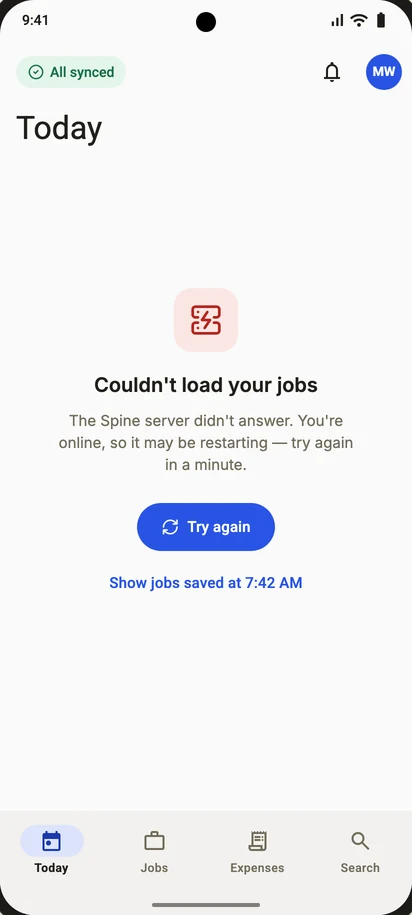 9:41
All synced
MW
Today
Couldn't load your jobs
The Spine server didn't answer. You're
online, so it may be restarting — try again
in a minute.
Try again
Show jobs saved at 7:42 AM
Today
Jobs
Expenses
Search